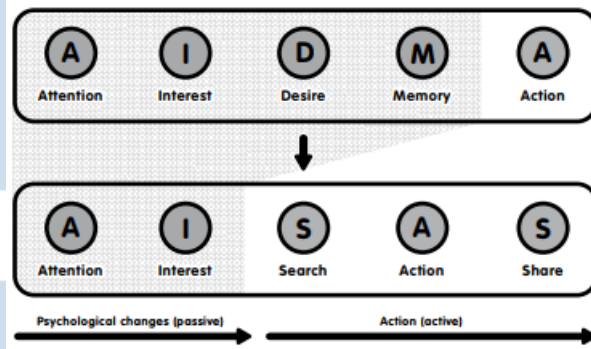 A I D M A
Attention Interest Desire Memory Action
A I S A S
Attention Interest Search Action Share
Psychological changes (passive) Action (active)